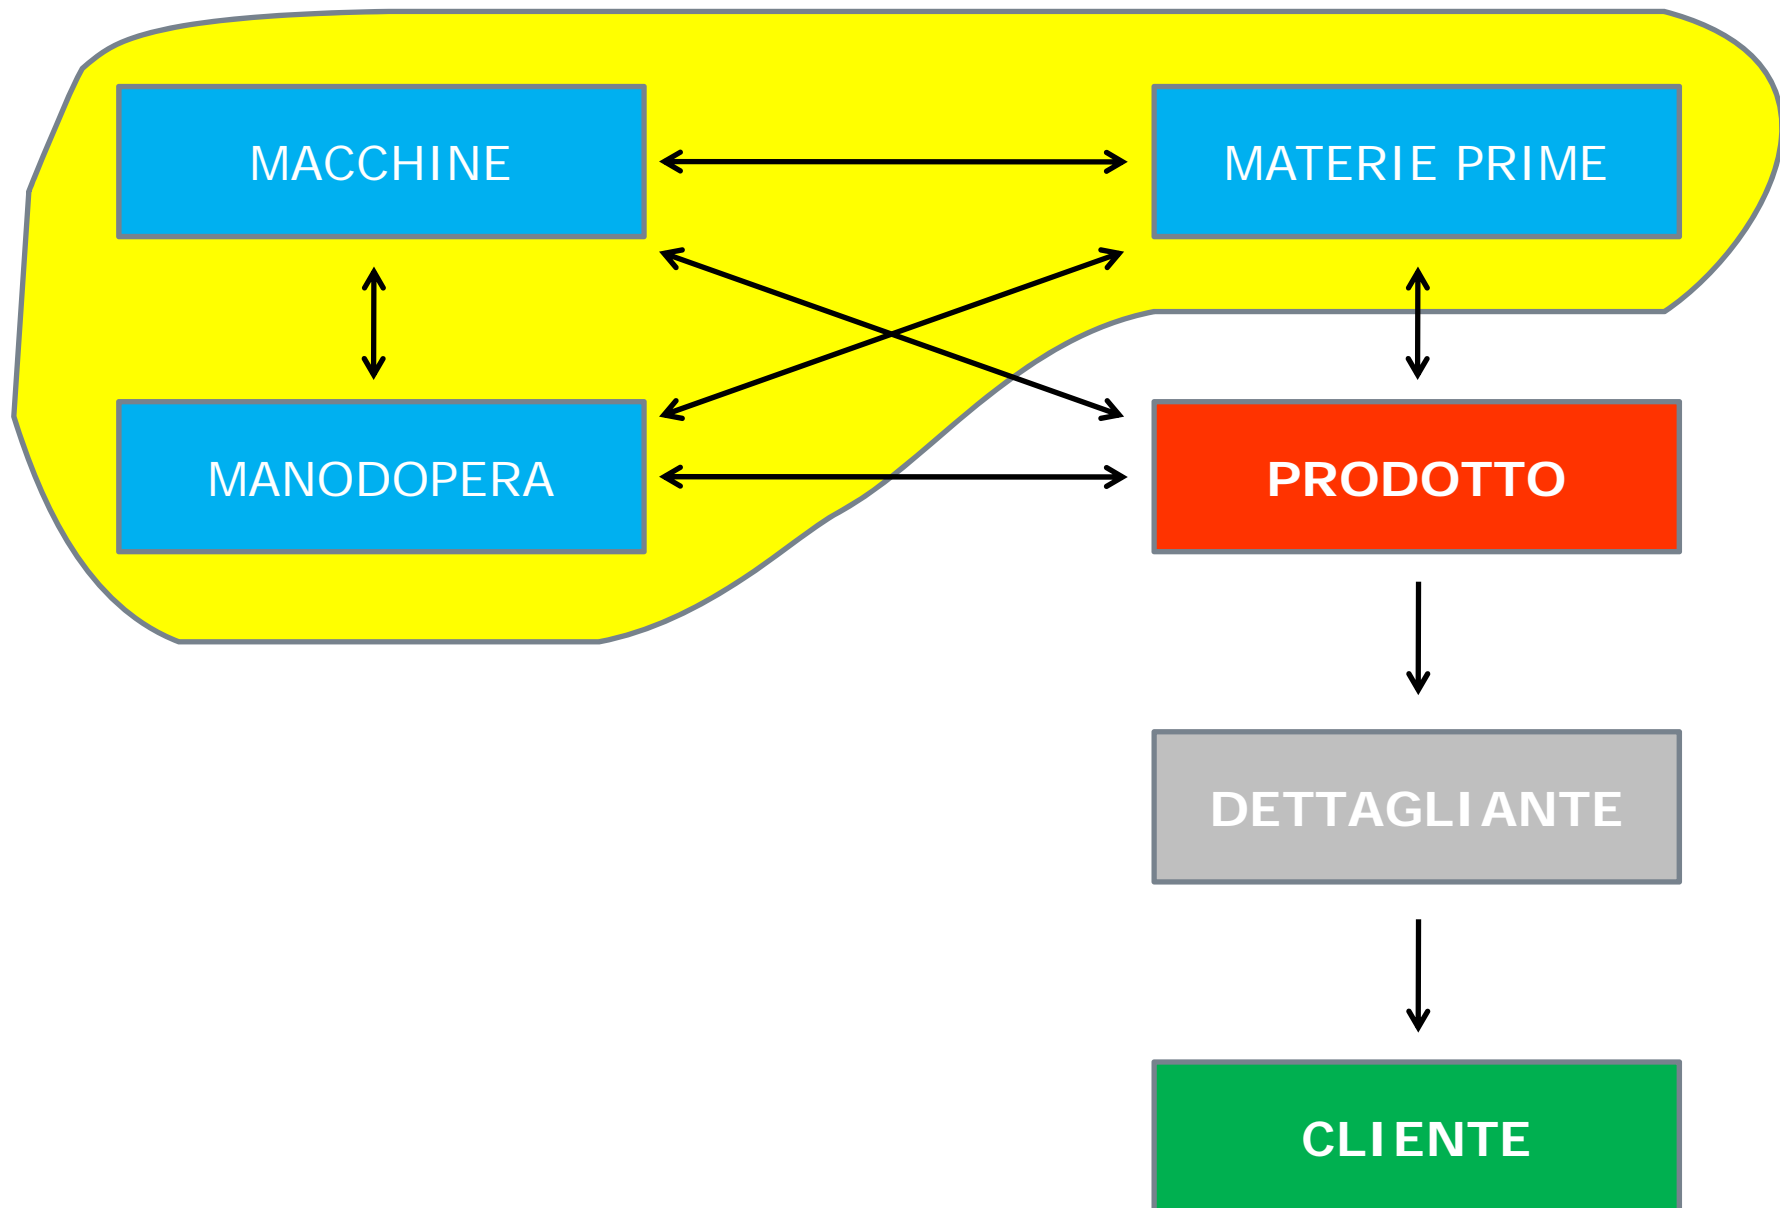 MACCHINE
MATERIE PRIME
MANODOPERA
PRODOTTO
DETTAGLIANTE
CLIENTE